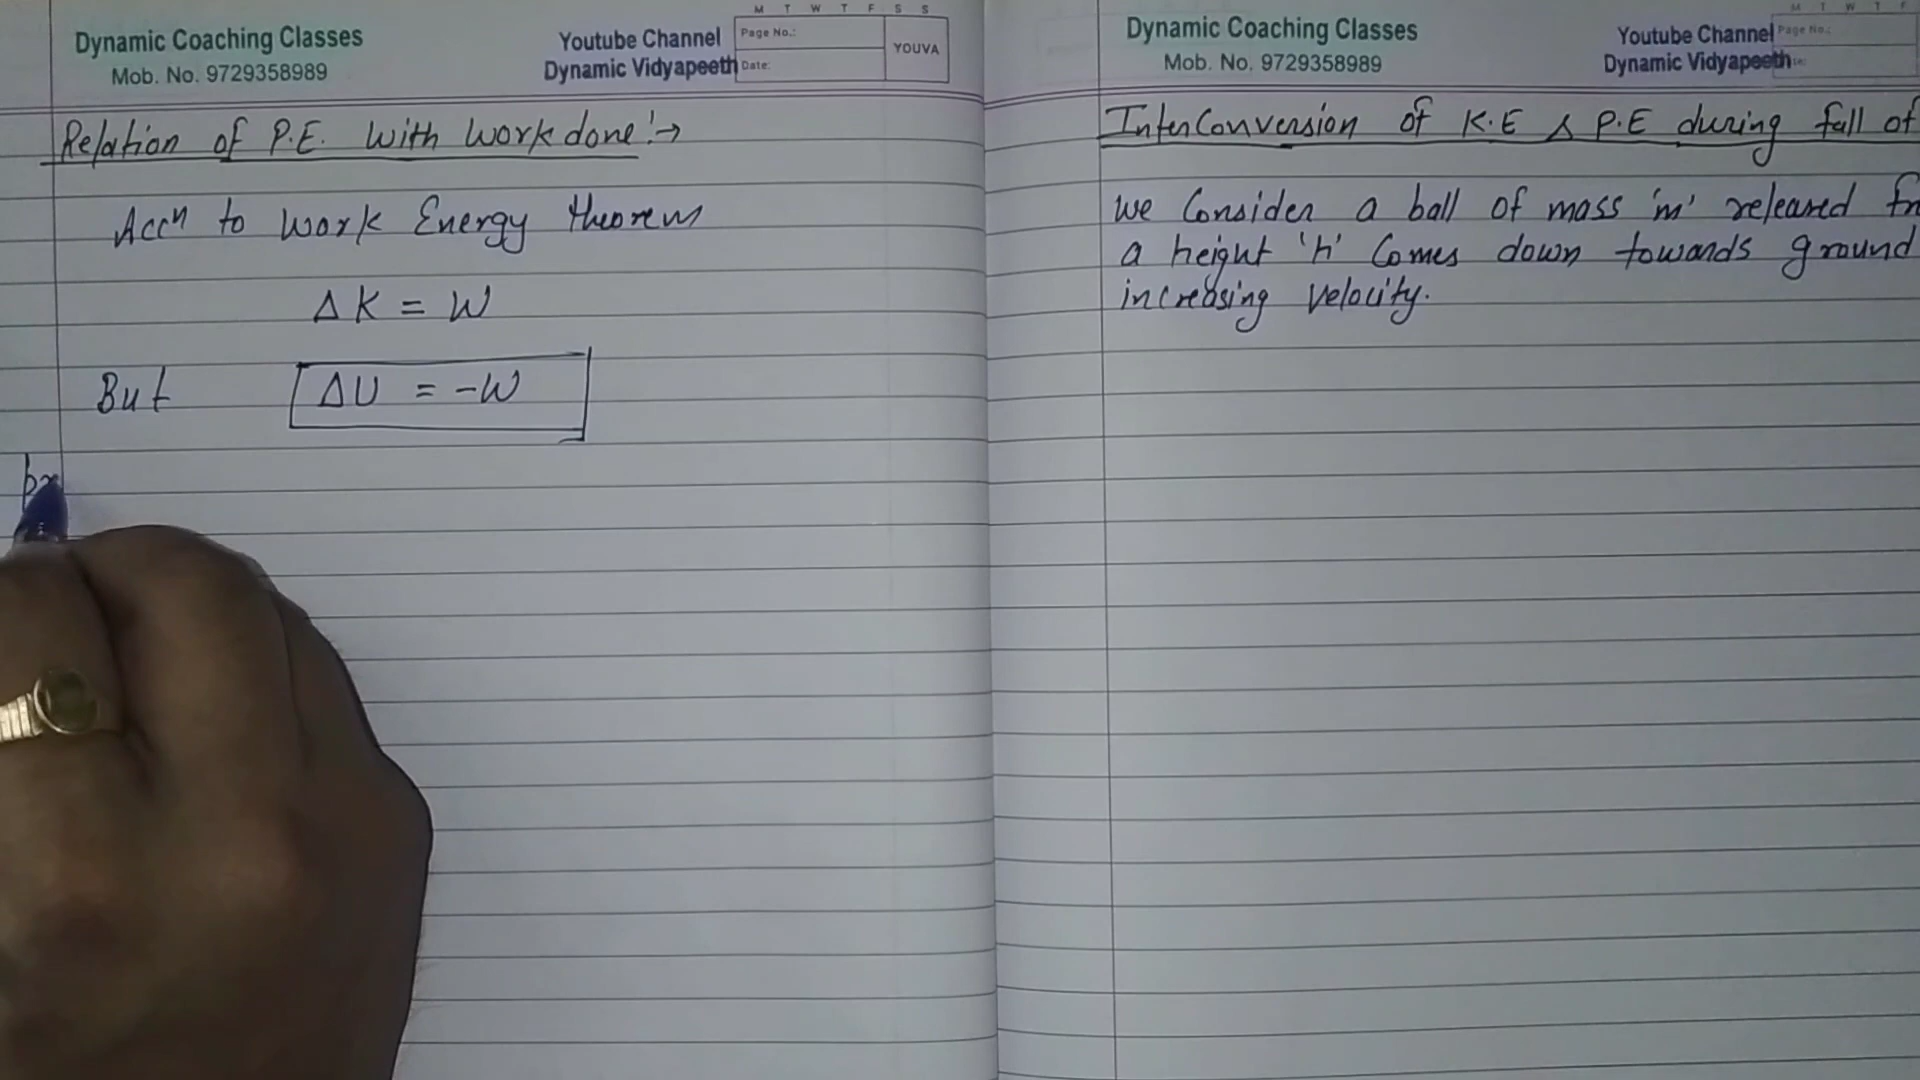 Dynamic Coaching Classes
Mob. No. 9729358989
Youtube Channel
Dynamic Vidyapeeth
M T W T F S S
Page No.:
Date:
YOUVA
Relation of P.E. With Work done :→
Accⁿ to Work Energy theorem
ΔK = W
But ΔU = -W
Dynamic Coaching Classes
Mob. No. 9729358989
Youtube Channel
Dynamic Vidyapeeth
M T W T F
Page No.:
InterConversion of K.E & P.E during fall of
We Consider a ball of mass 'm' released
a height 'h' Comes down towards ground
increasing Velocity.